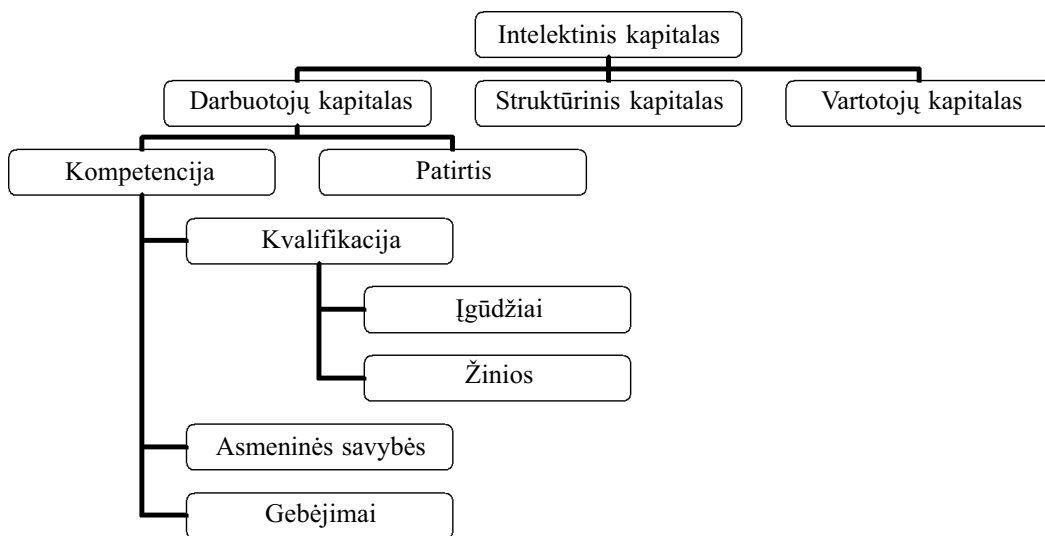 Intelektinis kapitalas
Darbuotojų kapitalas
Struktūrinis kapitalas
Vartotojų kapitalas
Kompetencija
Patirtis
Kvalifikacija
Įgūdžiai
Žinios
Asmeninės savybės
Gebėjimai